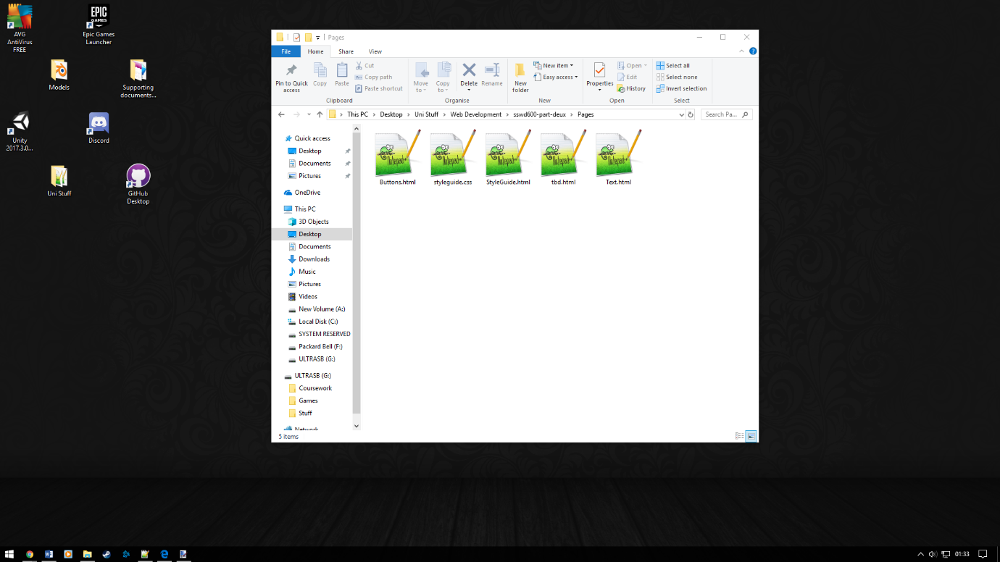 AVG
AntiVirus
FREE
EPIC
GAMES
Epic Games
Launcher
Models
Supporting
documents...
Unity
2017.3.0...
Discord
Uni Stuff
GitHub
Desktop
Pages
File
Home
Share
View
Pin to Quick
access
Copy
Paste
Cut
Copy path
Paste shortcut
Clipboard
Move
to
Copy
to
Delete
Rename
Organise
New
folder
New item
Easy access
New
Properties
Open
Edit
History
Open
Select all
Select none
Invert selection
Select
This PC > Desktop > Uni Stuff > Web Development > sswd600-part-deux > Pages
Search Pa...
Quick access
Desktop
Documents
Pictures
OneDrive
This PC
3D Objects
Desktop
Documents
Downloads
Music
Pictures
Videos
New Volume (A:)
Local Disk (C:)
SYSTEM RESERVED
Packard Bell (F:)
ULTRASB (G:)
ULTRASB (G:)
Coursework
Games
Stuff
Network
Notepad++
Notepad++
Notepad++
Notepad++
Notepad++
Buttons.html
styleguide.css
StyleGuide.html
tbd.html
Text.html
5 items
01:33